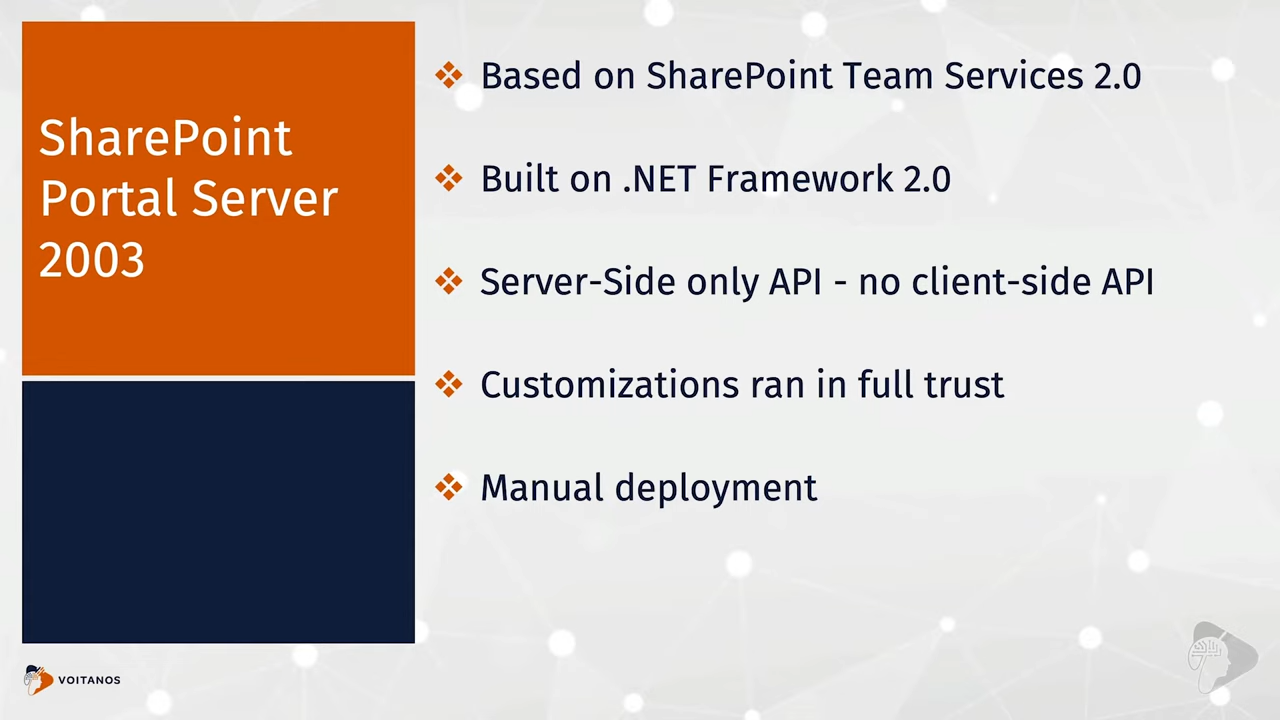 SharePoint
Portal Server
2003
Based on SharePoint Team Services 2.0
Built on .NET Framework 2.0
Server-Side only API - no client-side API
Customizations ran in full trust
Manual deployment
VOITANOS